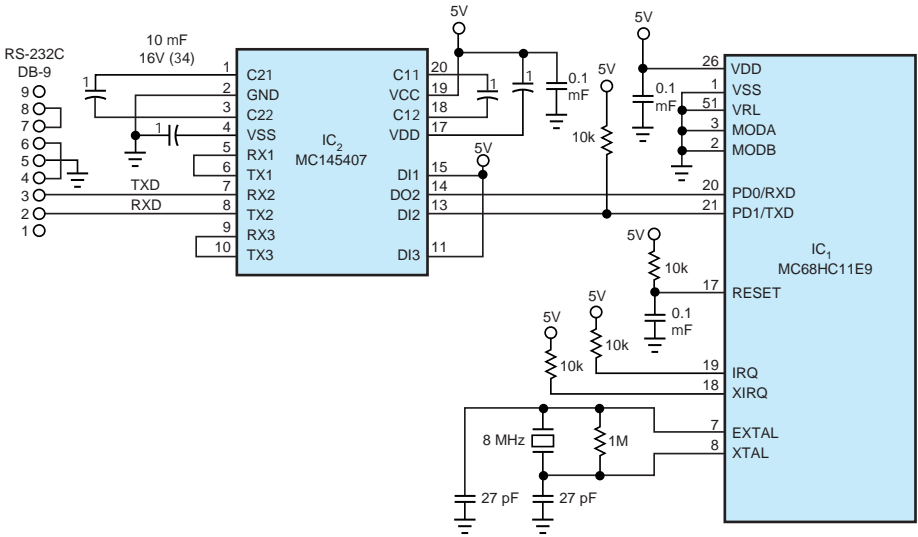 RS-232C
DB-9
9
8
7
6
5
4
3
2
1
TXD
RXD
10 mF
16V (34)
1
1
1
2
3
4
5
6
7
8
9
10
C21
GND
C22
VSS
RX1
TX1
RX2
TX2
RX3
TX3
IC2
MC145407
C11
VCC
C12
VDD
DI1
DO2
DI2
DI3
20
19
18
17
15
14
13
11
5V
1
1
0.1
mF
5V
5V
10k
5V
0.1
mF
26
1
51
3
2
20
21
17
19
18
7
8
VDD
VSS
VRL
MODA
MODB
PD0/RXD
PD1/TXD
RESET
IRQ
XIRQ
EXTAL
XTAL
IC1
MC68HC11E9
5V
10k
0.1
mF
5V
10k
5V
10k
8 MHz
1M
27 pF
27 pF